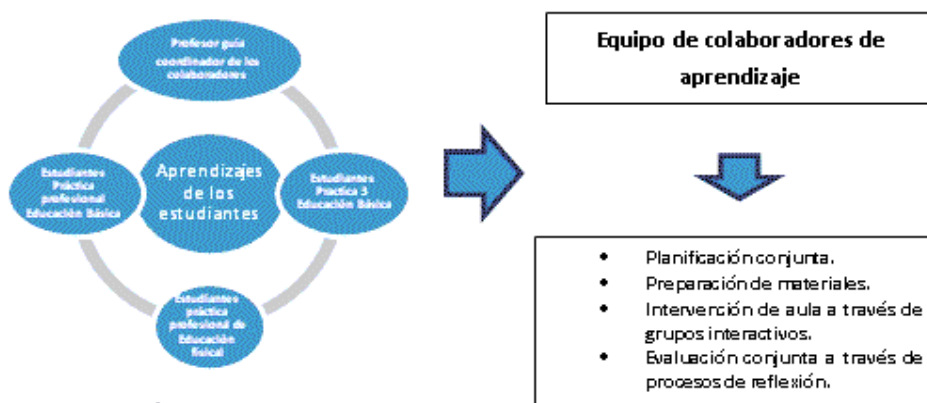 Profesor guía
coordinador de los
colaboradores
Estudiantes
Práctica
profesional
Educación Básica
Aprendizajes
de los
estudiantes
Estudiantes
Practica 3
Educación Básica
Estudiantes
práctica
profesional de
Educación
fisical
Equipo de colaboradores de
aprendizaje
• Planificación conjunta.
• Preparación de materiales.
• Intervención de aula a través de
grupos interactivos.
• Evaluación conjunta a través de
procesos de reflexión.